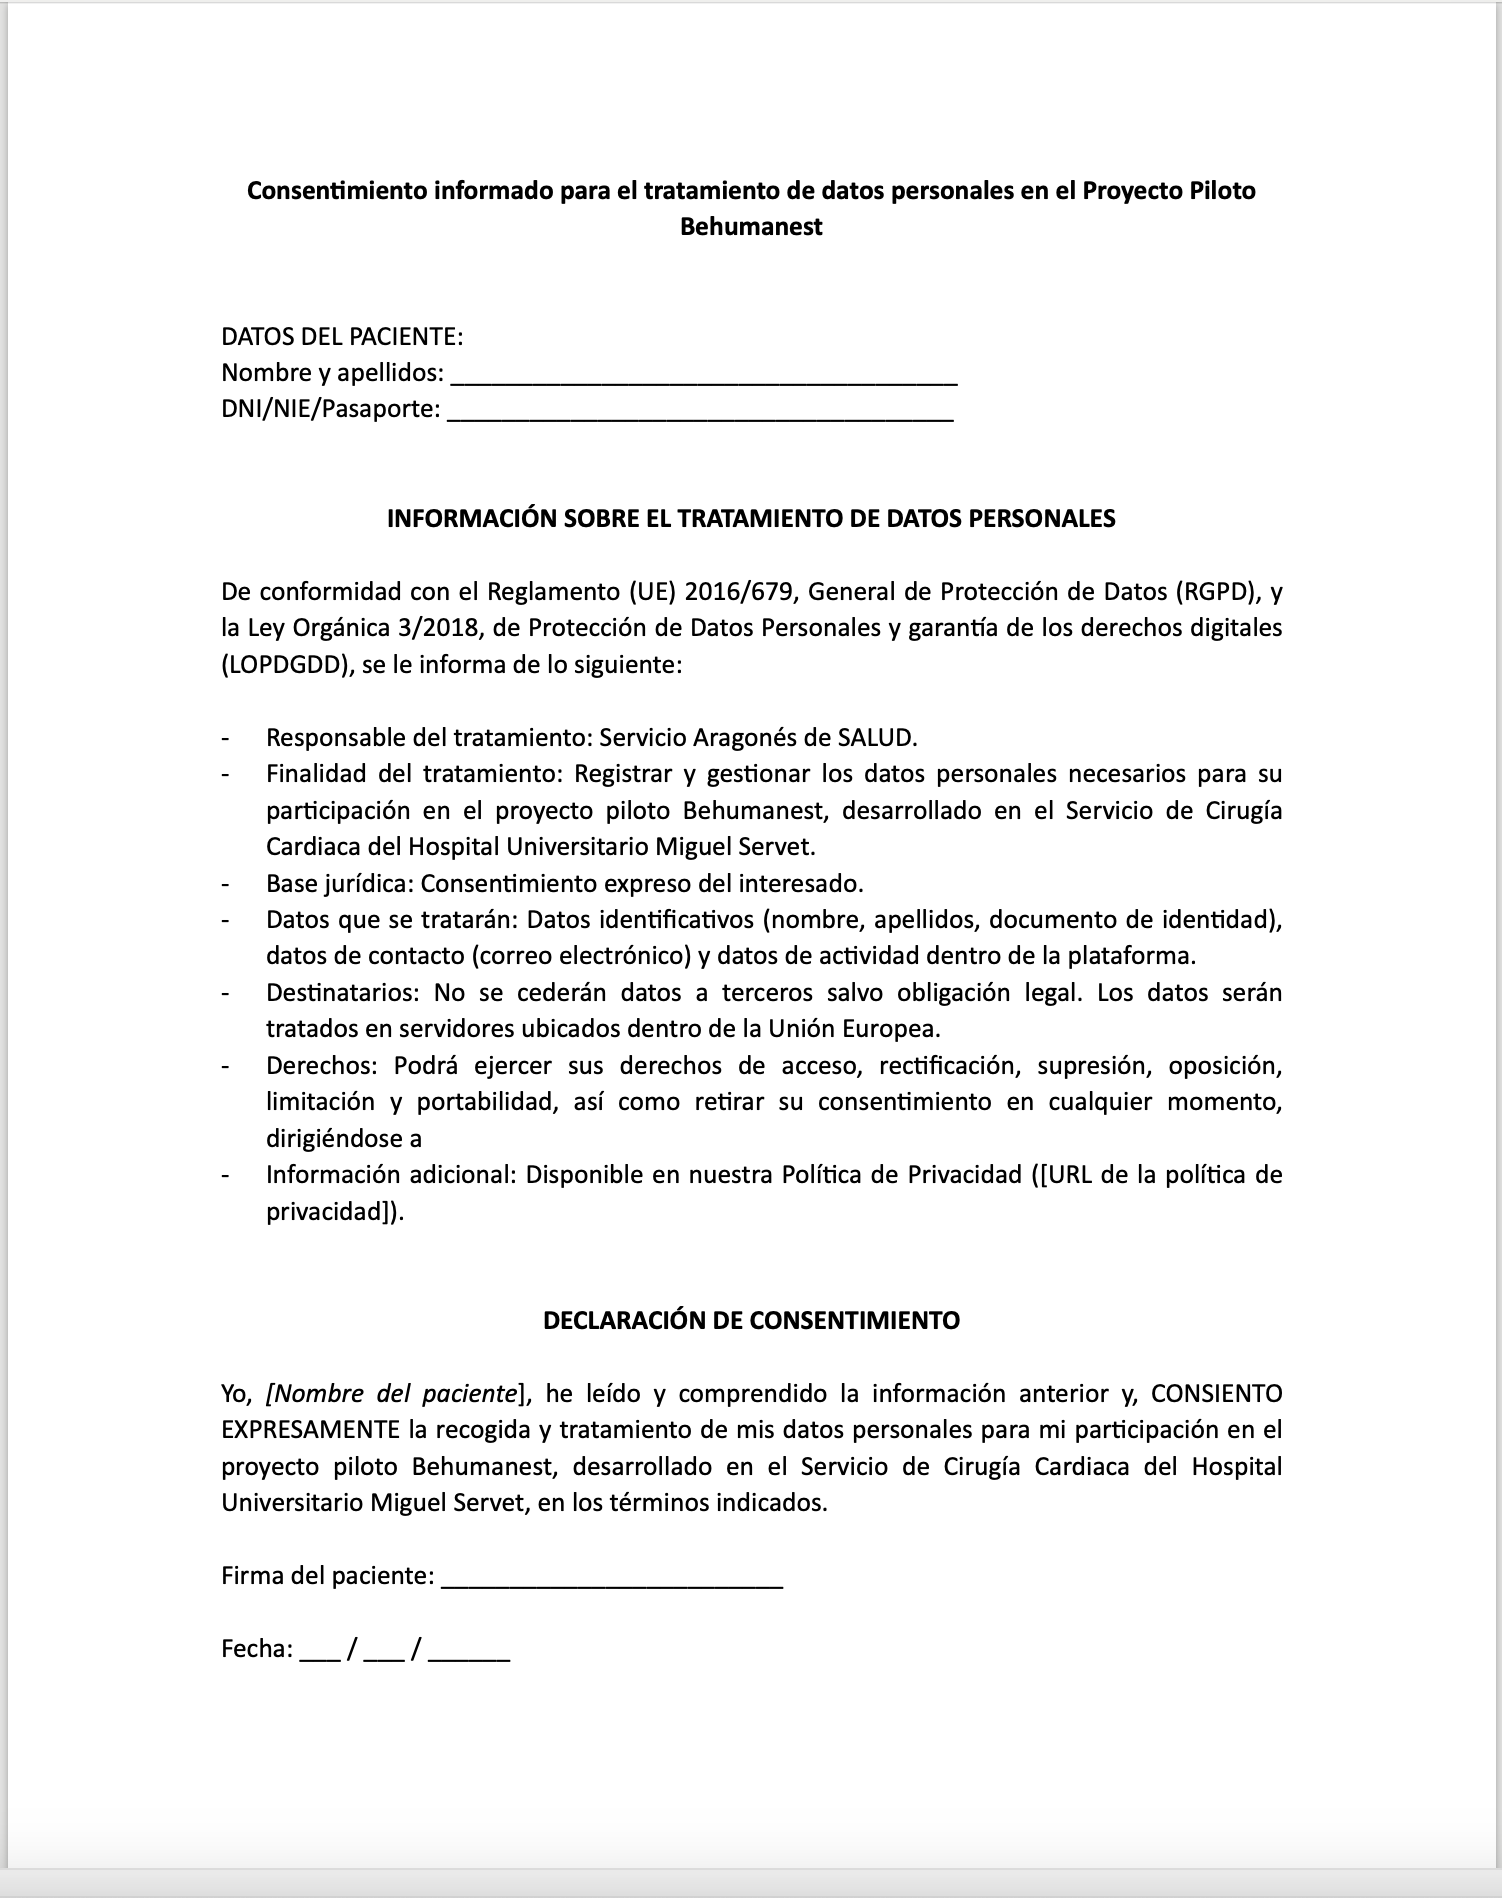 Consentimiento informado para el tratamiento de datos personales en el Proyecto Piloto
Behumanest
DATOS DEL PACIENTE:
Nombre y apellidos: _____________________________________
DNI/NIE/Pasaporte: _____________________________________
INFORMACIÓN SOBRE EL TRATAMIENTO DE DATOS PERSONALES
De conformidad con el Reglamento (UE) 2016/679, General de Protección de Datos (RGPD), y
la Ley Orgánica 3/2018, de Protección de Datos Personales y garantía de los derechos digitales
(LOPDGDD), se le informa de lo siguiente:
- Responsable del tratamiento: Servicio Aragonés de SALUD.
- Finalidad del tratamiento: Registrar y gestionar los datos personales necesarios para su
participación en el proyecto piloto Behumanest, desarrollado en el Servicio de Cirugía
Cardiaca del Hospital Universitario Miguel Servet.
- Base jurídica: Consentimiento expreso del interesado.
- Datos que se tratarán: Datos identificativos (nombre, apellidos, documento de identidad),
datos de contacto (correo electrónico) y datos de actividad dentro de la plataforma.
- Destinatarios: No se cederán datos a terceros salvo obligación legal. Los datos serán
tratados en servidores ubicados dentro de la Unión Europea.
- Derechos: Podrá ejercer sus derechos de acceso, rectificación, supresión, oposición,
limitación y portabilidad, así como retirar su consentimiento en cualquier momento,
dirigiéndose a
- Información adicional: Disponible en nuestra Política de Privacidad ([URL de la política de
privacidad]).
DECLARACIÓN DE CONSENTIMIENTO
Yo, [Nombre del paciente], he leído y comprendido la información anterior y, CONSIENTO
EXPRESAMENTE la recogida y tratamiento de mis datos personales para mi participación en el
proyecto piloto Behumanest, desarrollado en el Servicio de Cirugía Cardiaca del Hospital
Universitario Miguel Servet, en los términos indicados.
Firma del paciente: _________________________
Fecha: ___ / ___ / ______